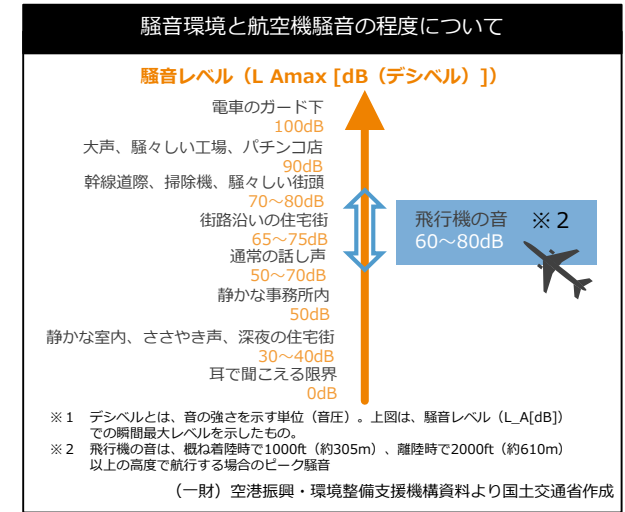 騒音環境と航空機騒音の程度について
騒音レベル（L Amax [dB（デシベル）])
電車のガード下
100dB
大声、騒々しい工場、パチンコ店
90dB
幹線道際、掃除機、騒々しい街頭
70～80dB
街路沿いの住宅街
65～75dB
通常の話し声
50～70dB
静かな事務所内
50dB
静かな室内、ささやき声、深夜の住宅街
30～40dB
耳で聞こえる限界
0dB
飛行機の音　※２
60～80dB
※１　デシベルとは、音の強さを示す単位（音圧）。上図は、騒音レベル（L_A[dB]）
での瞬間最大レベルを示したもの。
※２　飛行機の音は、概ね着陸時で1000ft（約305m）、離陸時で2000ft（約610m）
以上の高度で航行する場合のピーク騒音
（一財）空港振興・環境整備支援機構資料より国土交通省作成